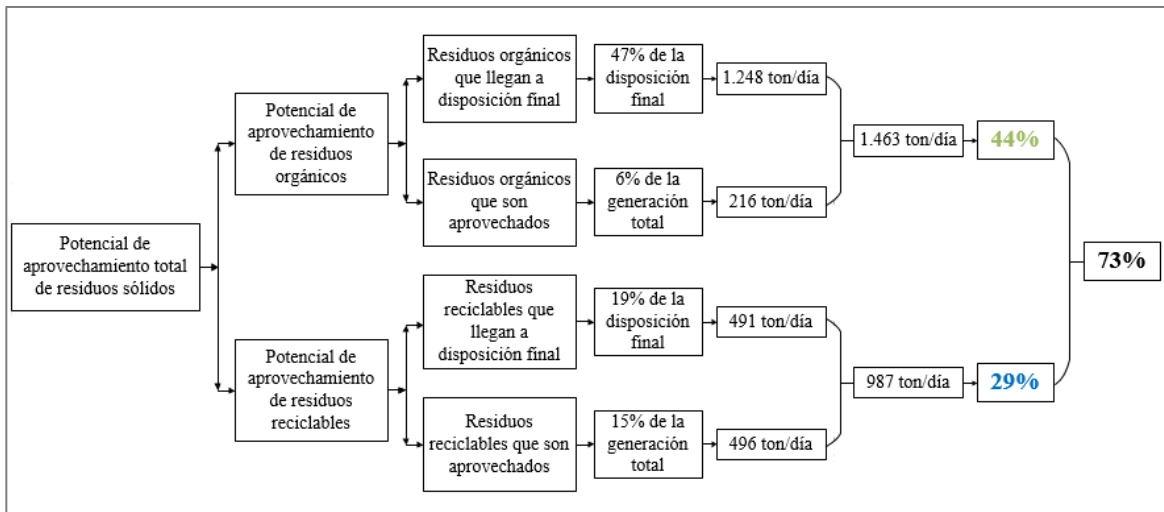 Potencial de
aprovechamiento total
de residuos sólidos
Potencial de
aprovechamiento
de residuos
orgánicos
Residuos orgánicos
que llegan a
disposición final
47% de la
disposición
final
1.248 ton/día
Residuos orgánicos
que son
aprovechados
6% de la
generación
total
216 ton/día
1.463 ton/día
44%
Potencial de
aprovechamiento
de residuos
reciclables
Residuos
reciclables que
llegan a
disposición final
19% de la
disposición
final
491 ton/día
Residuos
reciclables que son
aprovechados
15% de la
generación
total
496 ton/día
987 ton/día
29%
73%